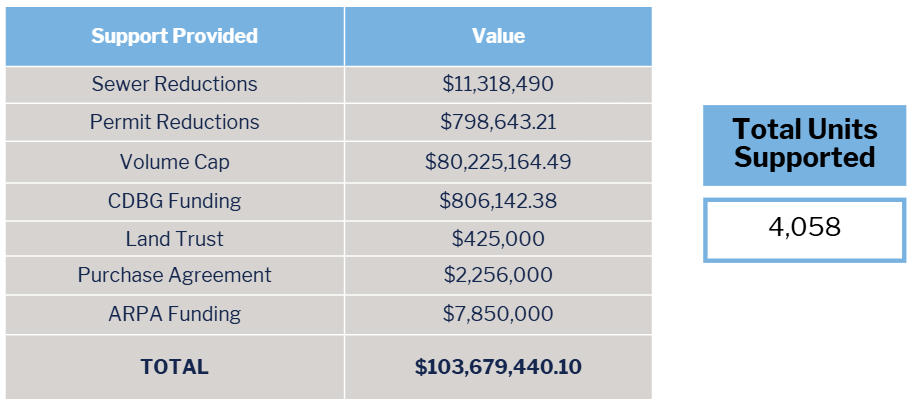 Support Provided Value
Sewer Reductions $11,318,490
Permit Reductions $798,643.21
Volume Cap $80,225,164.49
CDBG Funding $806,142.38
Land Trust $425,000
Purchase Agreement $2,256,000
ARPA Funding $7,850,000
TOTAL $103,679,440.10
Total Units
Supported
4,058